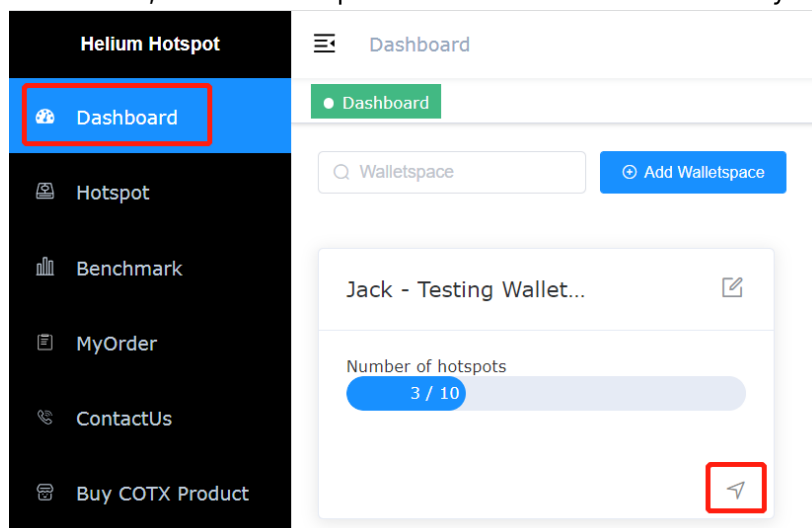 Helium Hotspot
Dashboard
Dashboard
Dashboard
Walletspace
Add Walletspace
Hotspot
Benchmark
Jack - Testing Wallet...
MyOrder
Number of hotspots
3 / 10
ContactUs
Buy COTX Product